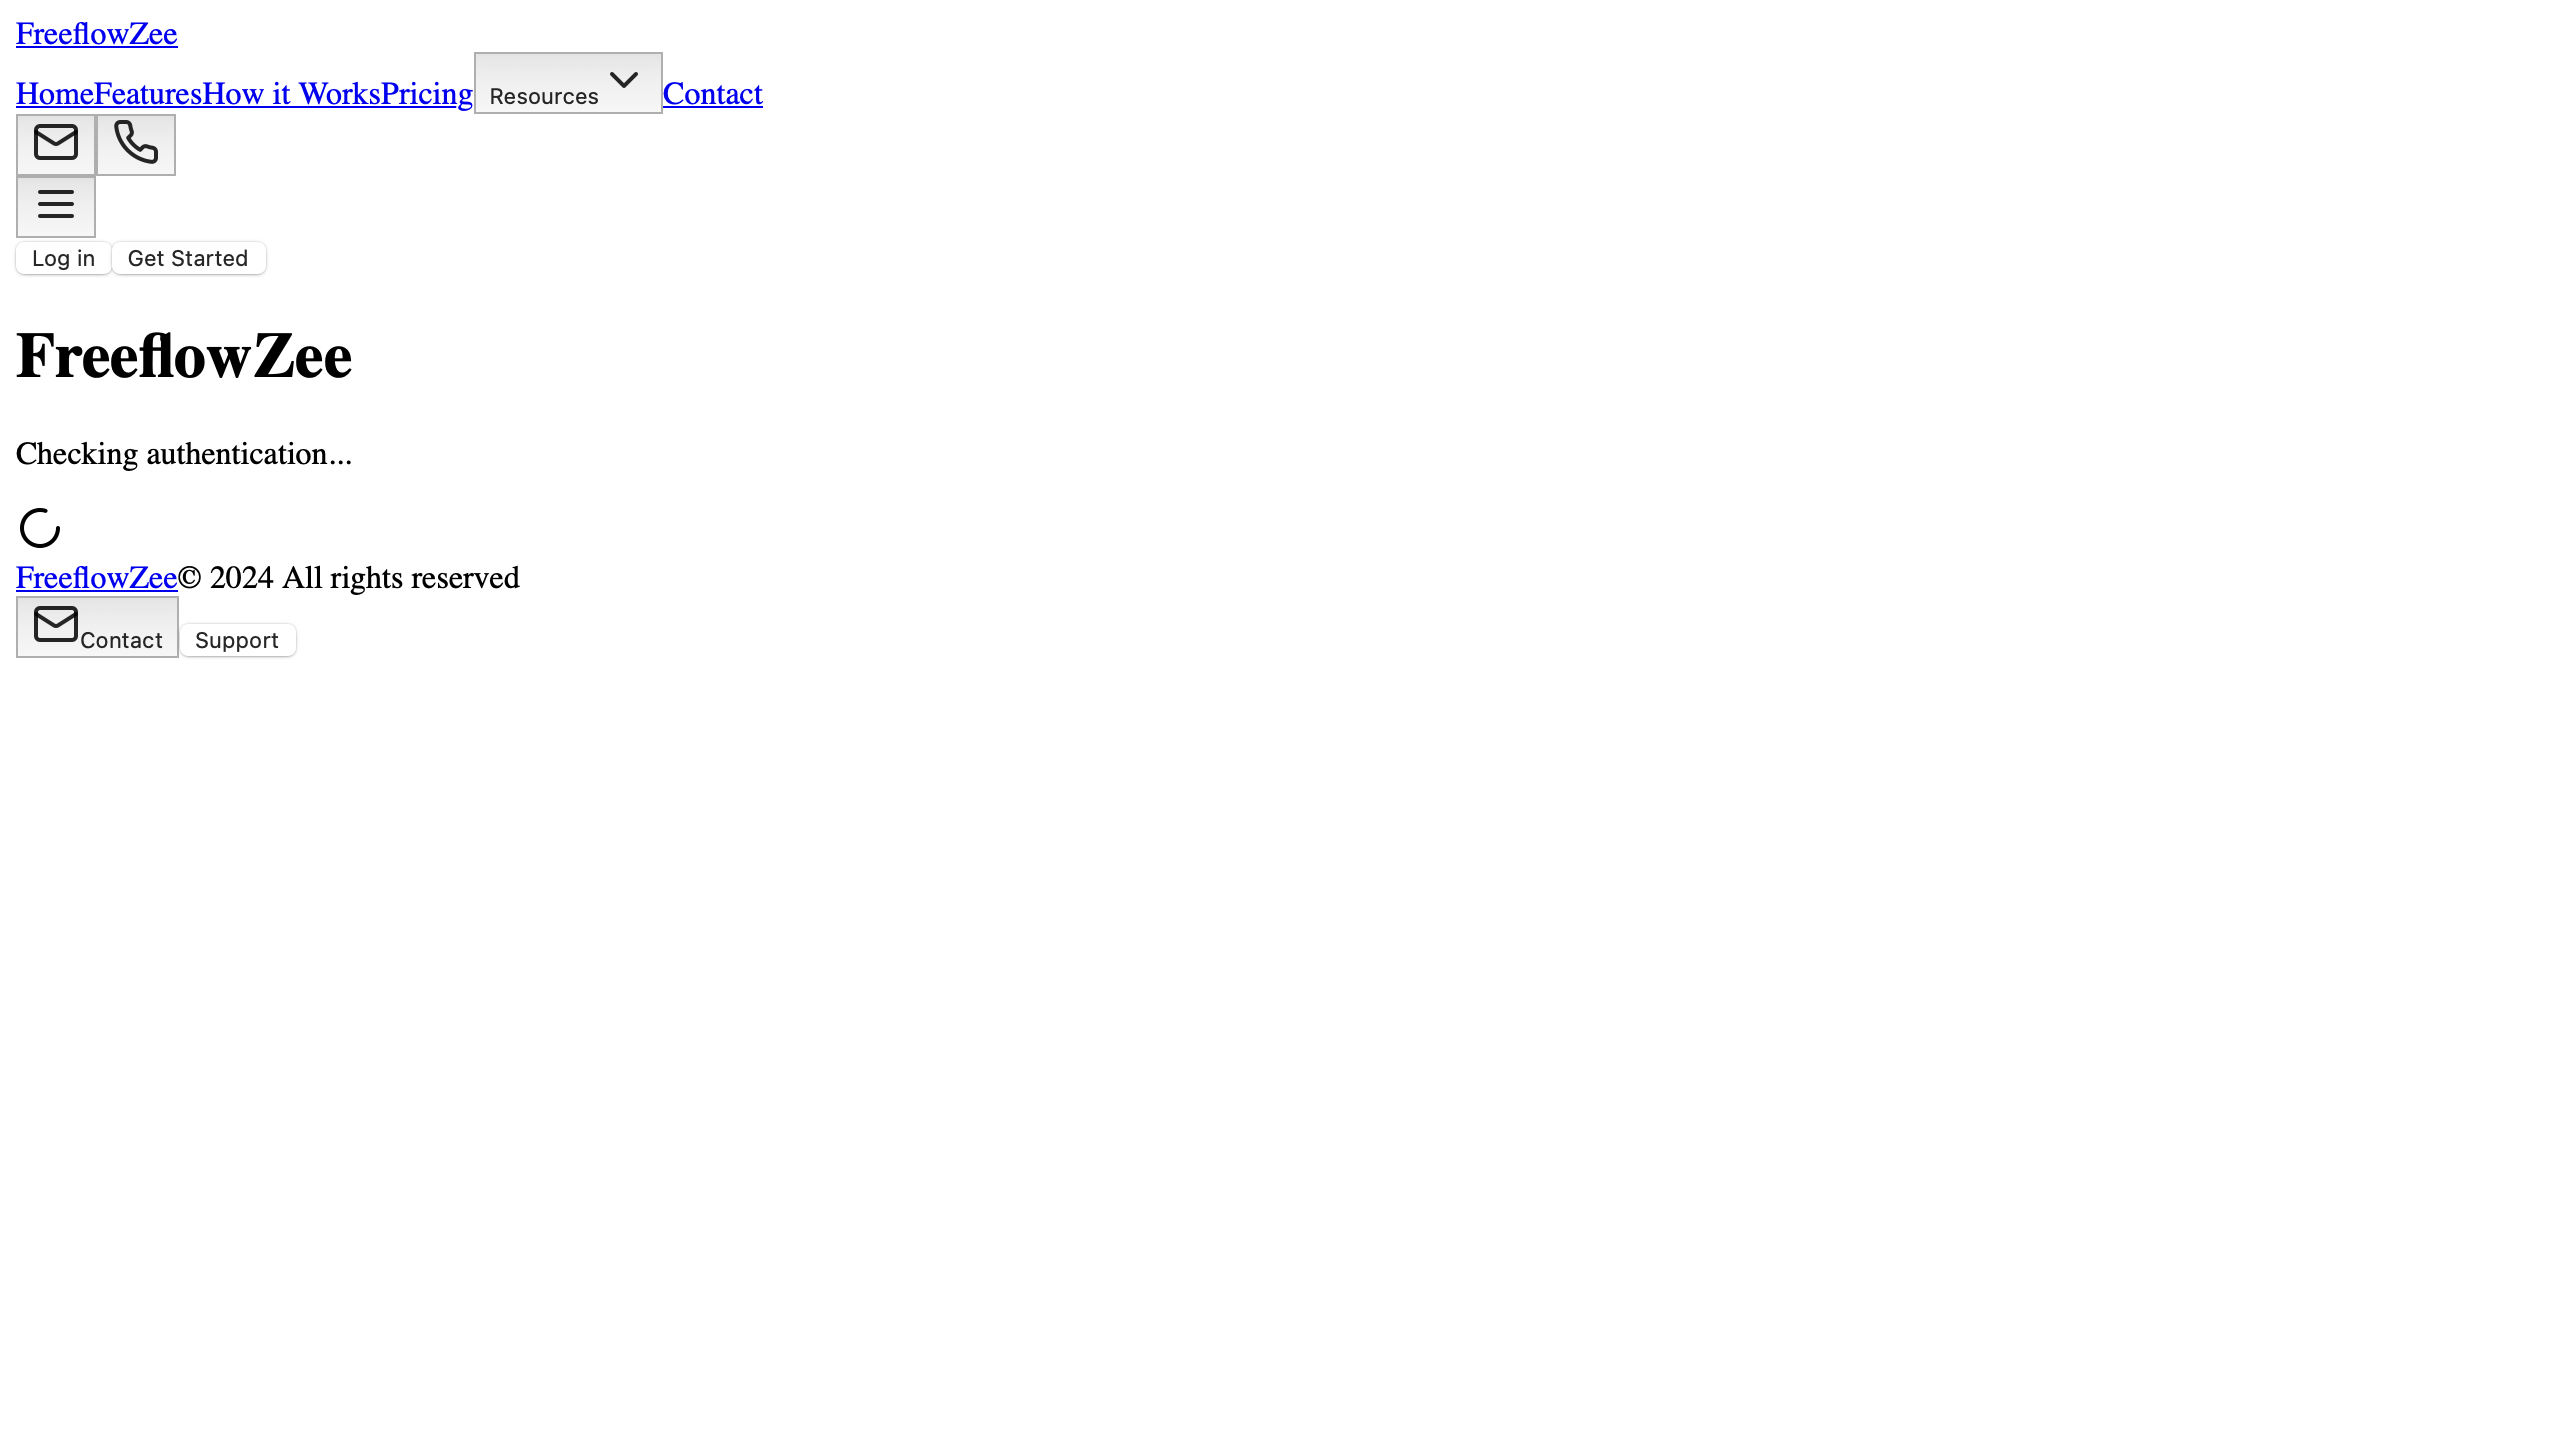 FreeflowZee
HomeFeaturesHow it WorksPricing Resources Contact
Log in Get Started
FreeflowZee
Checking authentication...
FreeflowZee© 2024 All rights reserved
Contact Support